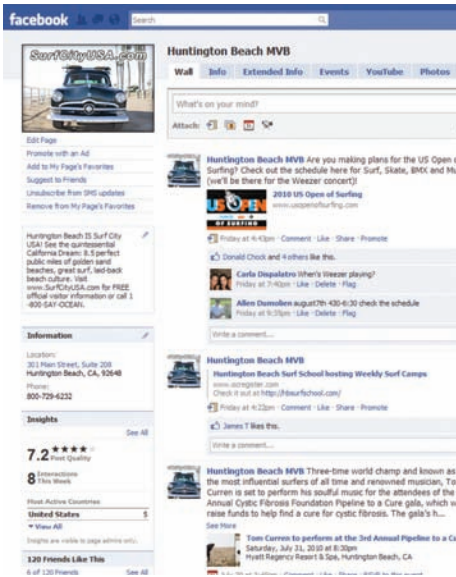 facebook
Search
SurfCityUSA.com
Huntington Beach MVB
Wall Info Extended Info Events YouTube Photos
What's on your mind?
Attach:
Edit Page
Promote with an Ad
Add to My Page's Favorites
Suggest to Friends
Unsubscribe from SMS updates
Remove from My Page's Favorites
Huntington Beach IS Surf City
USA! See the quintessential
California Dream: 8.5 perfect
public miles of golden sand
beaches, great surf, laid-back
beach culture. Visit
www.SurfCityUSA.com for FREE
official visitor information or call 1
-800-SAY-OCEAN.
Information
Location:
301 Main Street, Suite 208
Huntington Beach, CA, 92648
Phone:
800-729-6232
Insights
See All
7.2 Post Quality
8 Interactions
This Week
Most Active Countries
United States 5
View All
Insights are visible to page admins only.
120 Friends Like This
6 of 120 Friends See All
Huntington Beach MVB Are you making plans for the US Open o
Surfing? Check out the schedule here for Surf, Skate, BMX and Mu
(we'll be there for the Weezer concert)!
US OPEN
OF SURFING
2010 US Open of Surfing
www.usopenofsurfing.com
Friday at 4:43pm · Comment · Like · Share · Promote
Donald Chock and 4 others like this.
Carla Dispalatro When's Weezer playing?
Friday at 7:40pm · Like · Delete · Flag
Allen Dumolien august7th 430-6:30 check the schedule
Friday at 9:35pm · Like · Delete · Flag
Write a comment...
Huntington Beach MVB
Huntington Beach Surf School hosting Weekly Surf Camps
www.ocregister.com
Check it out at http://hbsurfschool.com/
Friday at 4:22pm · Comment · Like · Share · Promote
James T likes this.
Write a comment...
Huntington Beach MVB Three-time world champ and known as
the most influential surfers of all time and renowned musician, To
Curren is set to perform his soulful music for the attendees of the
Annual Cystic Fibrosis Foundation Pipeline to a Cure gala, which w
raise funds to help find a cure for cystic fibrosis. The gala's h...
See More
Tom Curren to perform at the 3rd Annual Pipeline to a Cu
Saturday, July 31, 2010 at 8:30pm
Hyatt Regency Resort & Spa, Huntington Beach, CA